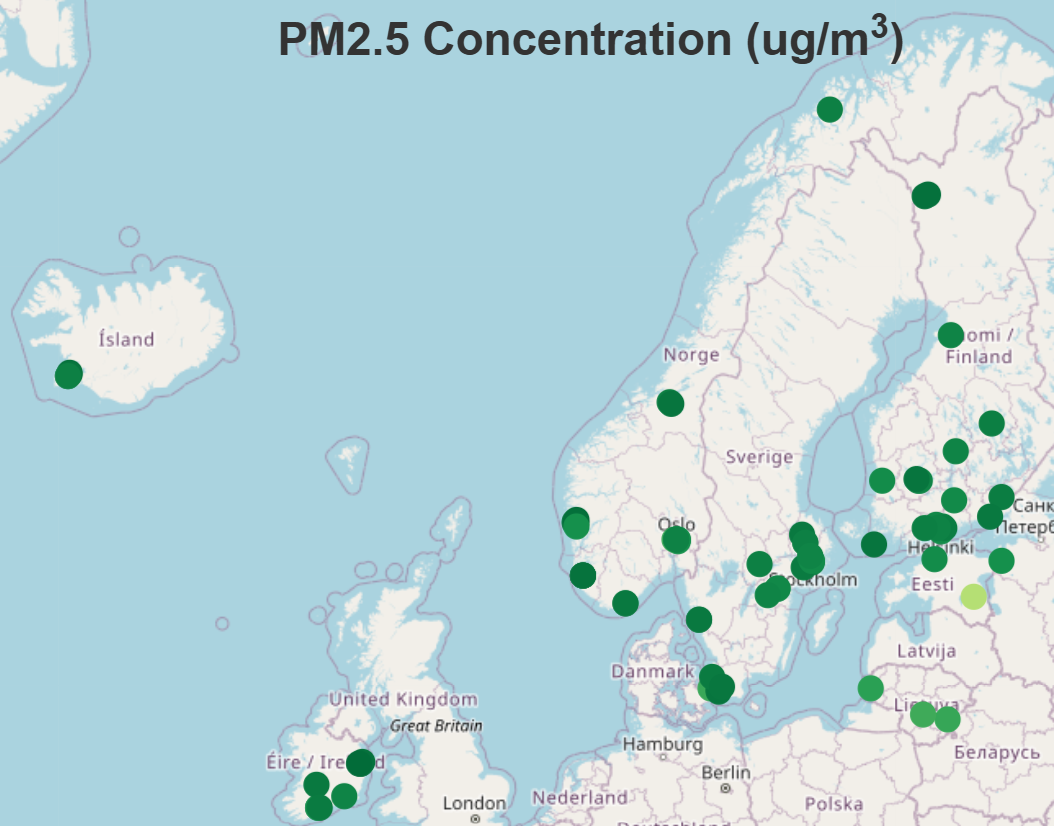 PM2.5 Concentration (ug/m³)
Ísland
Norge
omi /
Finland
Sverige
Oslo
Санк
Петерб
Helsinki
Stockholm
Eesti
Latvija
Danmark
United Kingdom
Lietuva
Great Britain
Hamburg
Беларусь
Éire / Ireland
Berlin
Nederland
London
Polska